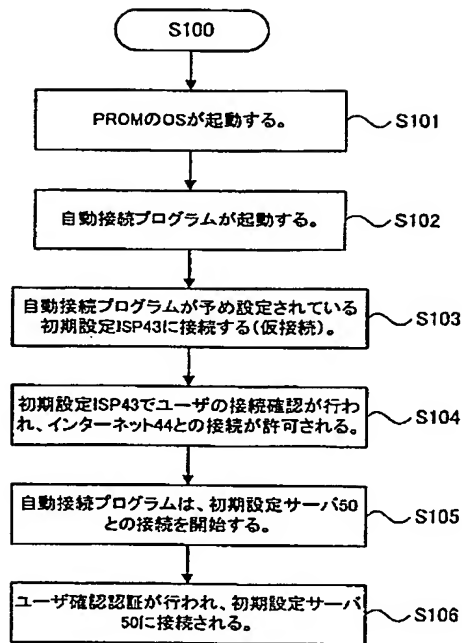 S100
PROMのOSが起動する。
S101
自動接続プログラムが起動する。
S102
自動接続プログラムが予め設定されている
初期設定ISP43に接続する(仮接続)。
S103
初期設定ISP43でユーザの接続確認が行わ
れ、インターネット44との接続が許可される。
S104
自動接続プログラムは、初期設定サーバ50
との接続を開始する。
S105
ユーザ確認認証が行われ、初期設定サーバ
50に接続される。
S106